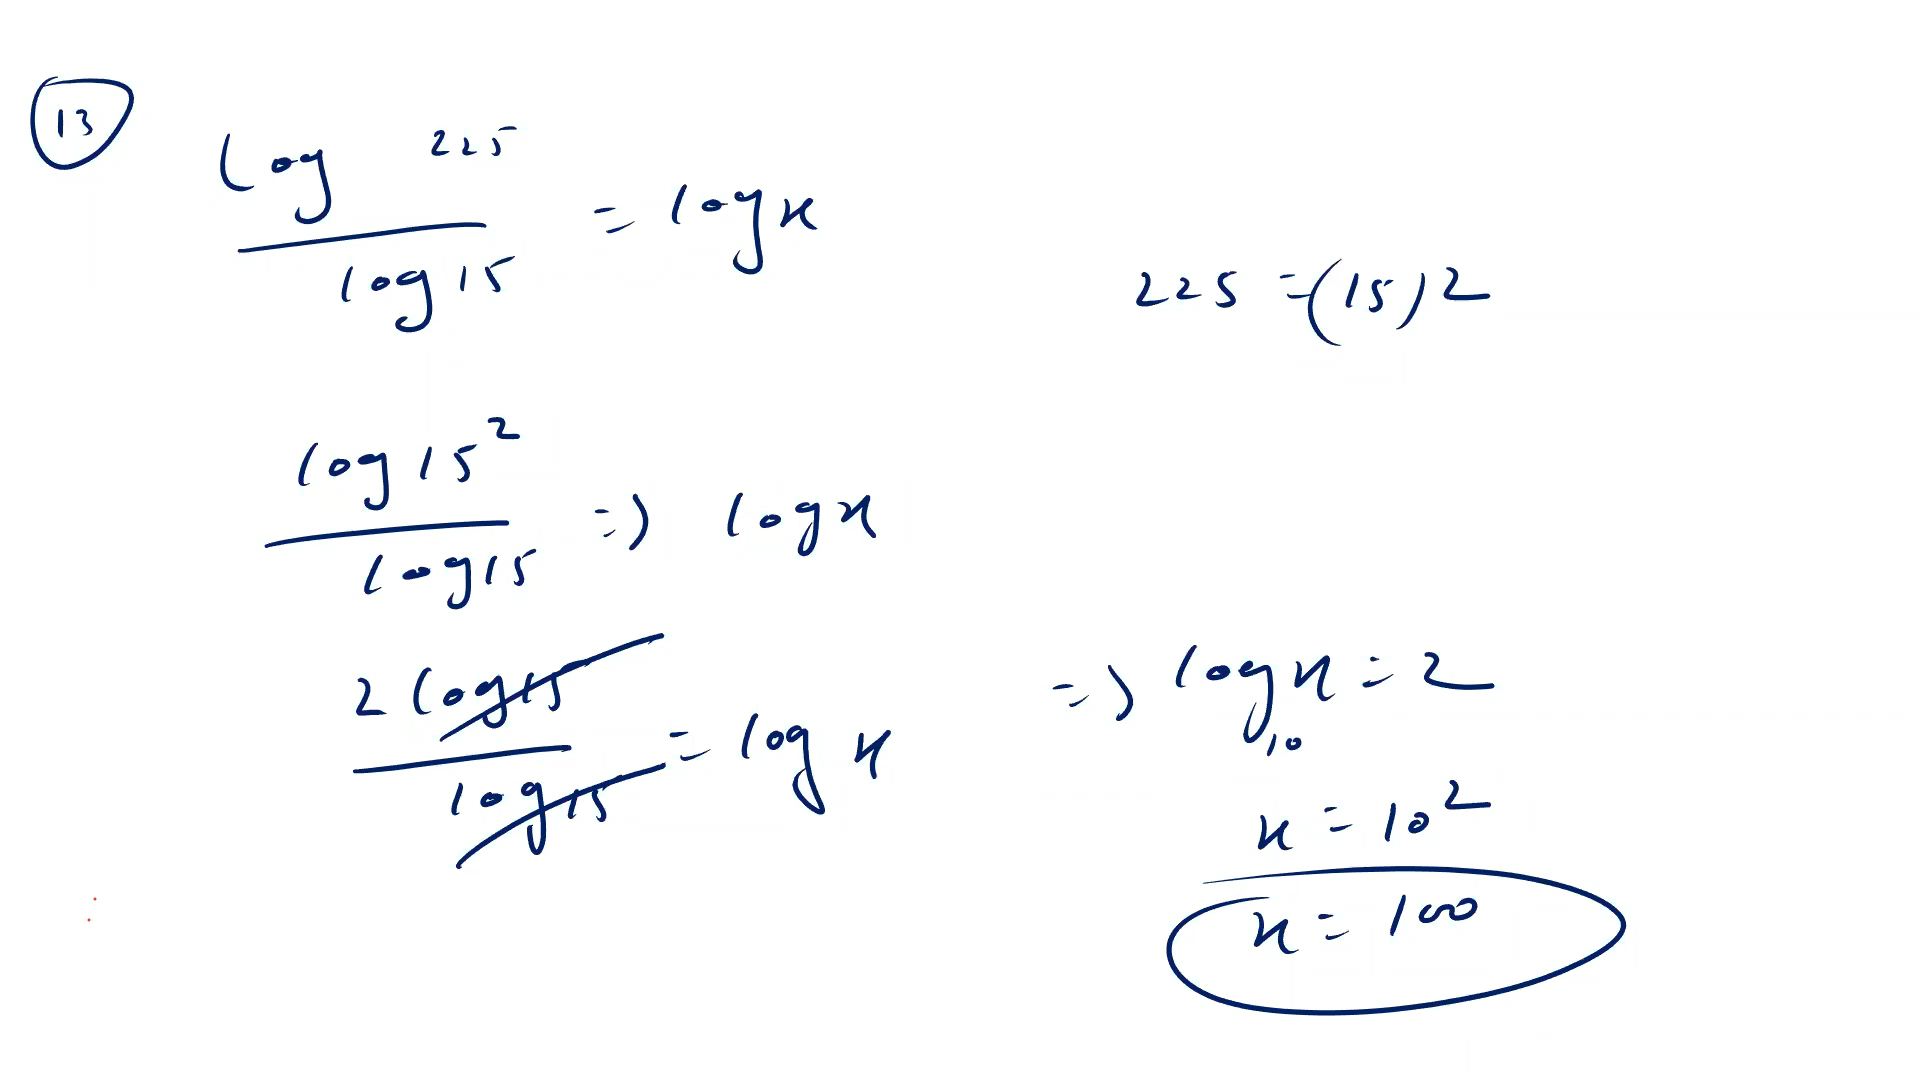 13
log 225
log 15 = log x
225 = (15)2
log 15²
log 15 => log x
2 log 15
log 15 = log x
=> log₁₀ x = 2
x = 10²
x = 100